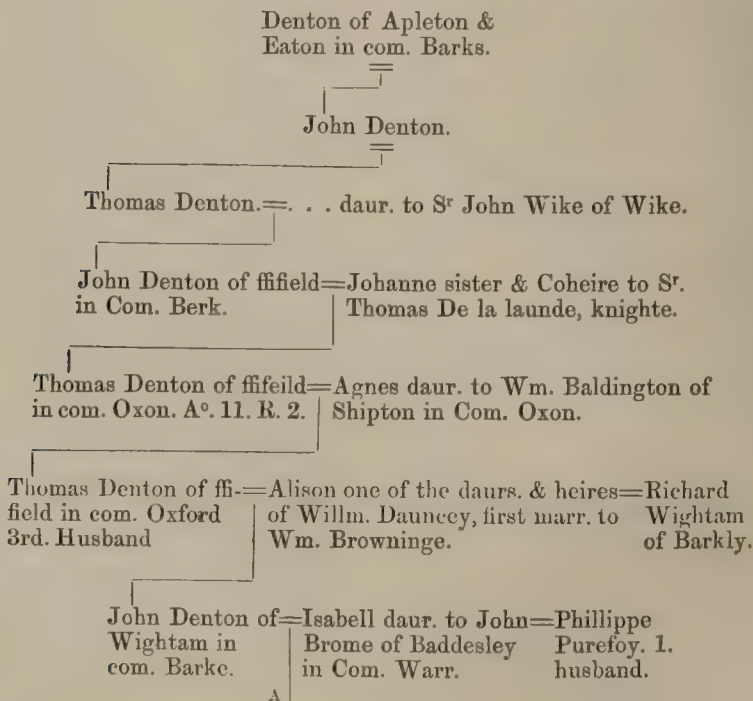 Denton of Apleton &
Eaton in com. Barks.
John Denton.
Thomas Denton.=. . . daur. to Sr John Wike of Wike.
John Denton of ffifield=Johanne sister & Coheire to Sr.
in Com. Berk. Thomas De la launde, knighte.
Thomas Denton of ffifeild=Agnes daur. to Wm. Baldington of
in com. Oxon. Ao. 11. R. 2. Shipton in Com. Oxon.
Thomas Denton of ffi-=Alison one of the daurs. & heires=Richard
field in com. Oxford of Willm. Dauncey, first marr. to Wightam
3rd. Husband Wm. Browninge. of Barkly.
John Denton of=Isabell daur. to John=Phillippe
Wightam in Brome of Baddesley Purefoy. 1.
com. Barke. in Com. Warr. husband.
A